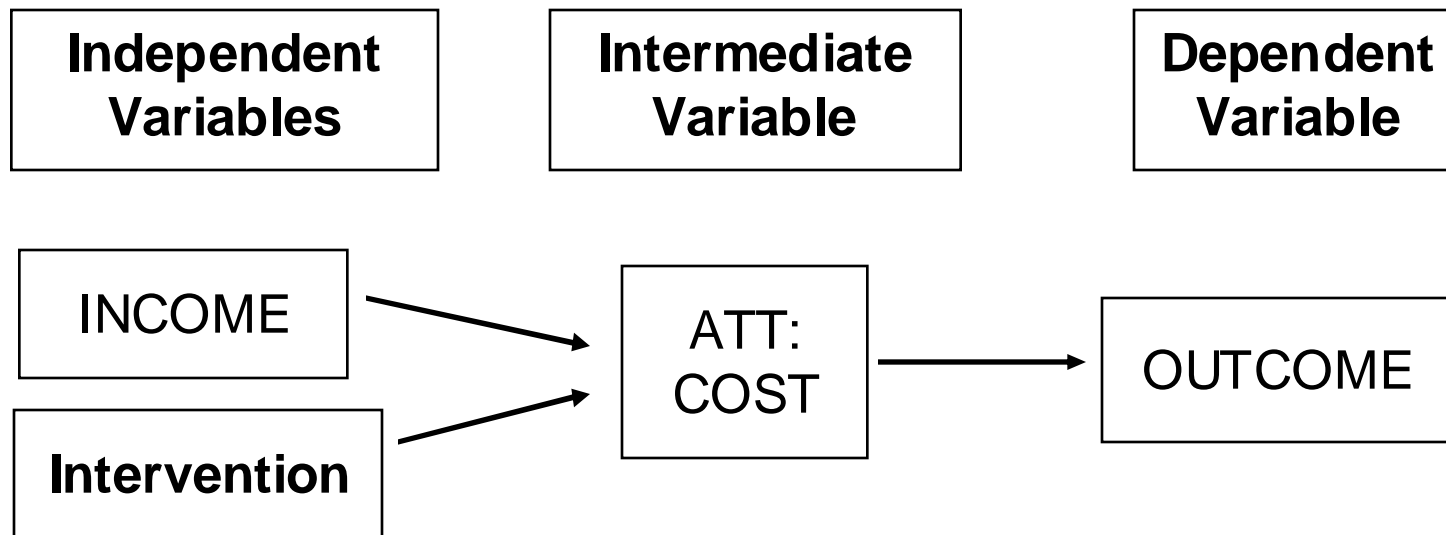 Independent
Variables
Intermediate
Variable
Dependent
Variable
INCOME
Intervention
ATT:
COST
OUTCOME